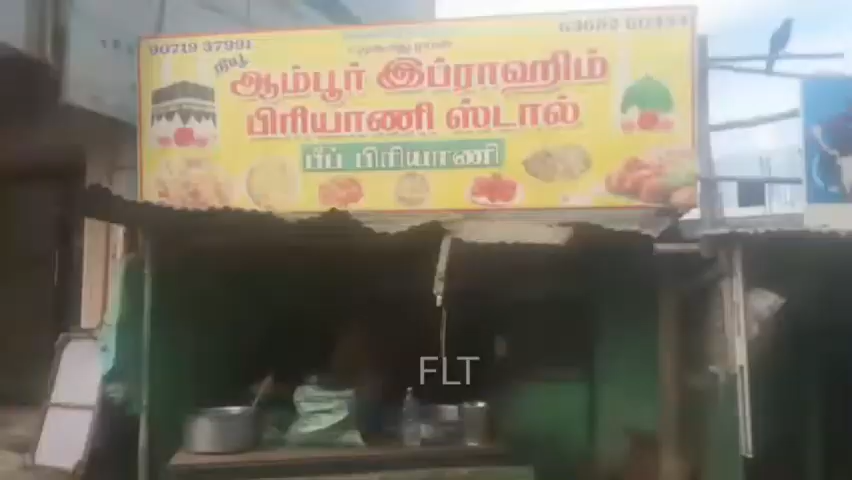 90719 37991
நியூ
ஆம்பூர் இப்ராஹிம்
பிரியாணி ஸ்டால்
பீப் பிரியாணி
FLT